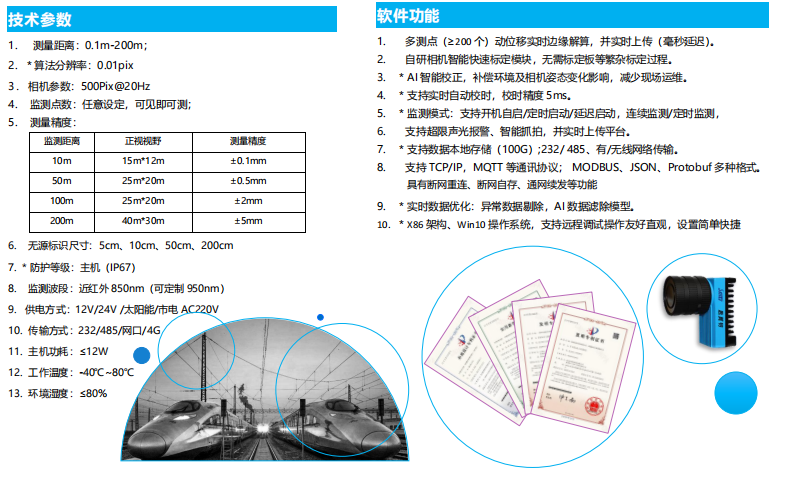 技术参数
1. 测量距离：0.1m-200m；
2. * 算法分辨率：0.01pix
3. 相机参数：500Pix@20Hz
4. 监测点数：任意设定，可见即可测；
5. 测量精度：
监测距离 正视视野 测量精度
10m 15m*12m ±0.1mm
50m 25m*20m ±0.5mm
100m 25m*20m ±2mm
200m 40m*30m ±5mm
6. 无源标识尺寸：5cm、10cm、50cm、200cm
7. * 防护等级：主机（IP67）
8. 监测波段：近红外 850nm（可定制 950nm）
9. 供电方式：12V/24V /太阳能/市电 AC220V
10. 传输方式：232/485/网口/4G
11. 主机功耗：≤12W
12. 工作温度：-40℃~80℃
13. 环境湿度：≤80%
软件功能
1. 多测点（≥200 个）动位移实时边缘解算，并实时上传（毫秒延迟）。
2. 自研相机智能快速标定模块，无需标定板等繁杂标定过程。
3. * AI 智能校正，补偿环境及相机姿态变化影响，减少现场运维。
4. * 支持实时自动校时，校时精度 5ms。
5. * 监测模式：支持开机自启/定时启动/延迟启动，连续监测/定时监测，
6. 支持超限声光报警、智能抓拍，并实时上传平台。
7. * 支持数据本地存储（100G）;232/ 485、有/无线网络传输。
8. 支持 TCP/IP，MQTT 等通讯协议； MODBUS、JSON、Protobuf 多种格式。
具有断网重连、断网自存、通网续发等功能
9. * 实时数据优化：异常数据剔除，AI 数据滤除模型。
10. * X86 架构、Win10 操作系统，支持远程调试操作友好直观，设置简单快捷
发明专利证书